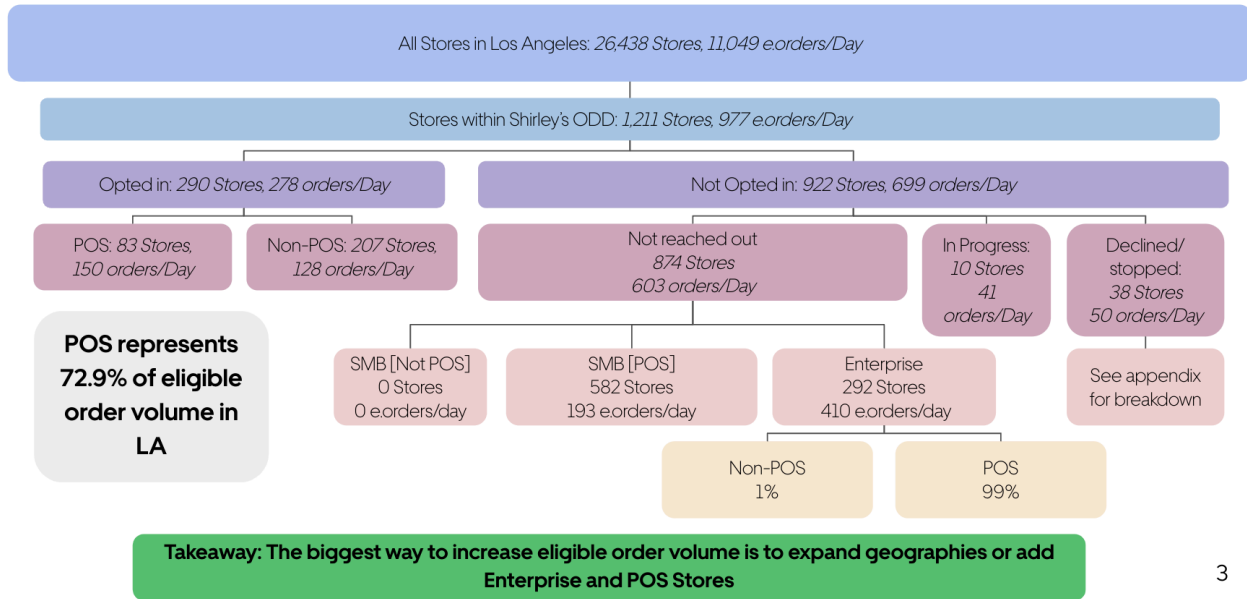 All Stores in Los Angeles: 26,438 Stores, 11,049 e.orders/Day
Stores within Shirley's ODD: 1,211 Stores, 977 e.orders/Day
Opted in: 290 Stores, 278 orders/Day
Not Opted in: 922 Stores, 699 orders/Day
POS: 83 Stores,
150 orders/Day
Non-POS: 207 Stores,
128 orders/Day
Not reached out
874 Stores
603 orders/Day
In Progress:
10 Stores
41
orders/Day
Declined/
stopped:
38 Stores
50 orders/Day
POS represents
72.9% of eligible
order volume in
LA
SMB [Not POS]
0 Stores
0 e.orders/day
SMB [POS]
582 Stores
193 e.orders/day
Enterprise
292 Stores
410 e.orders/day
See appendix
for breakdown
Non-POS
1%
POS
99%
Takeaway: The biggest way to increase eligible order volume is to expand geographies or add
Enterprise and POS Stores
3